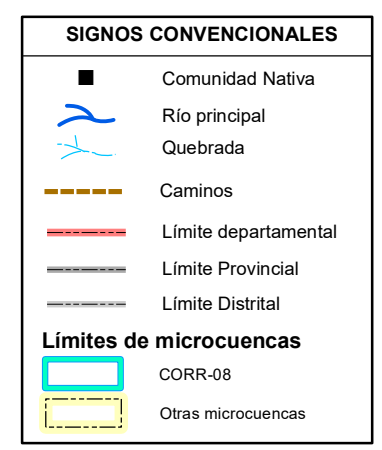 SIGNOS CONVENCIONALES
Comunidad Nativa
Río principal
Quebrada
Caminos
Límite departamental
Límite Provincial
Límite Distrital
Límites de microcuencas
CORR-08
Otras microcuencas